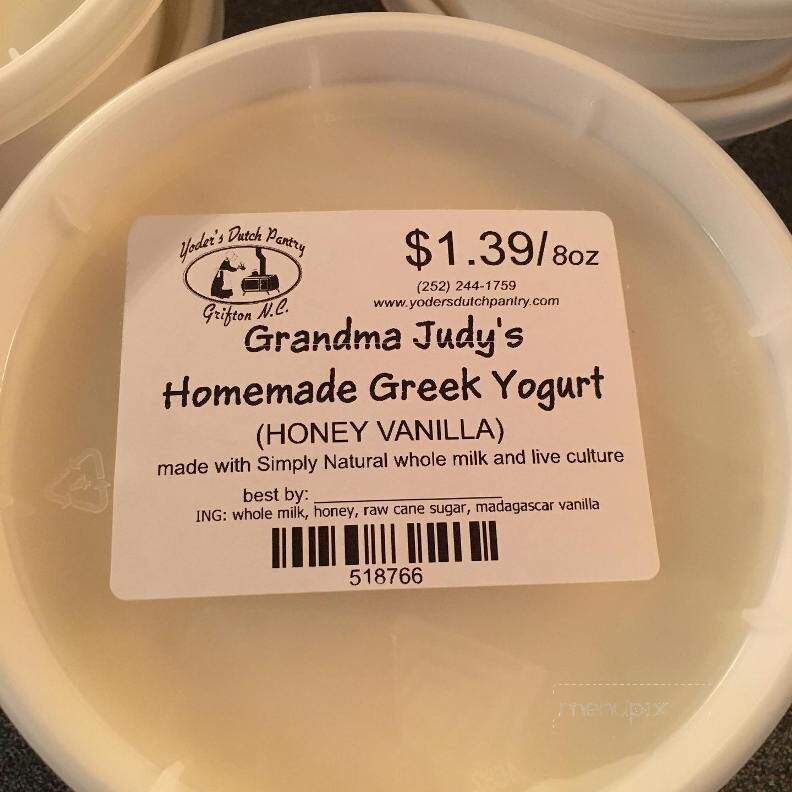 Yoder's Dutch Pantry
Grifton N.C.
$1.39/8oz
(252) 244-1759
www.yodersdutchpantry.com
Grandma Judy's
Homemade Greek Yogurt
(HONEY VANILLA)
made with Simply Natural whole milk and live culture
best by: ____________________
ING: whole milk, honey, raw cane sugar, madagascar vanilla
518766
menupix